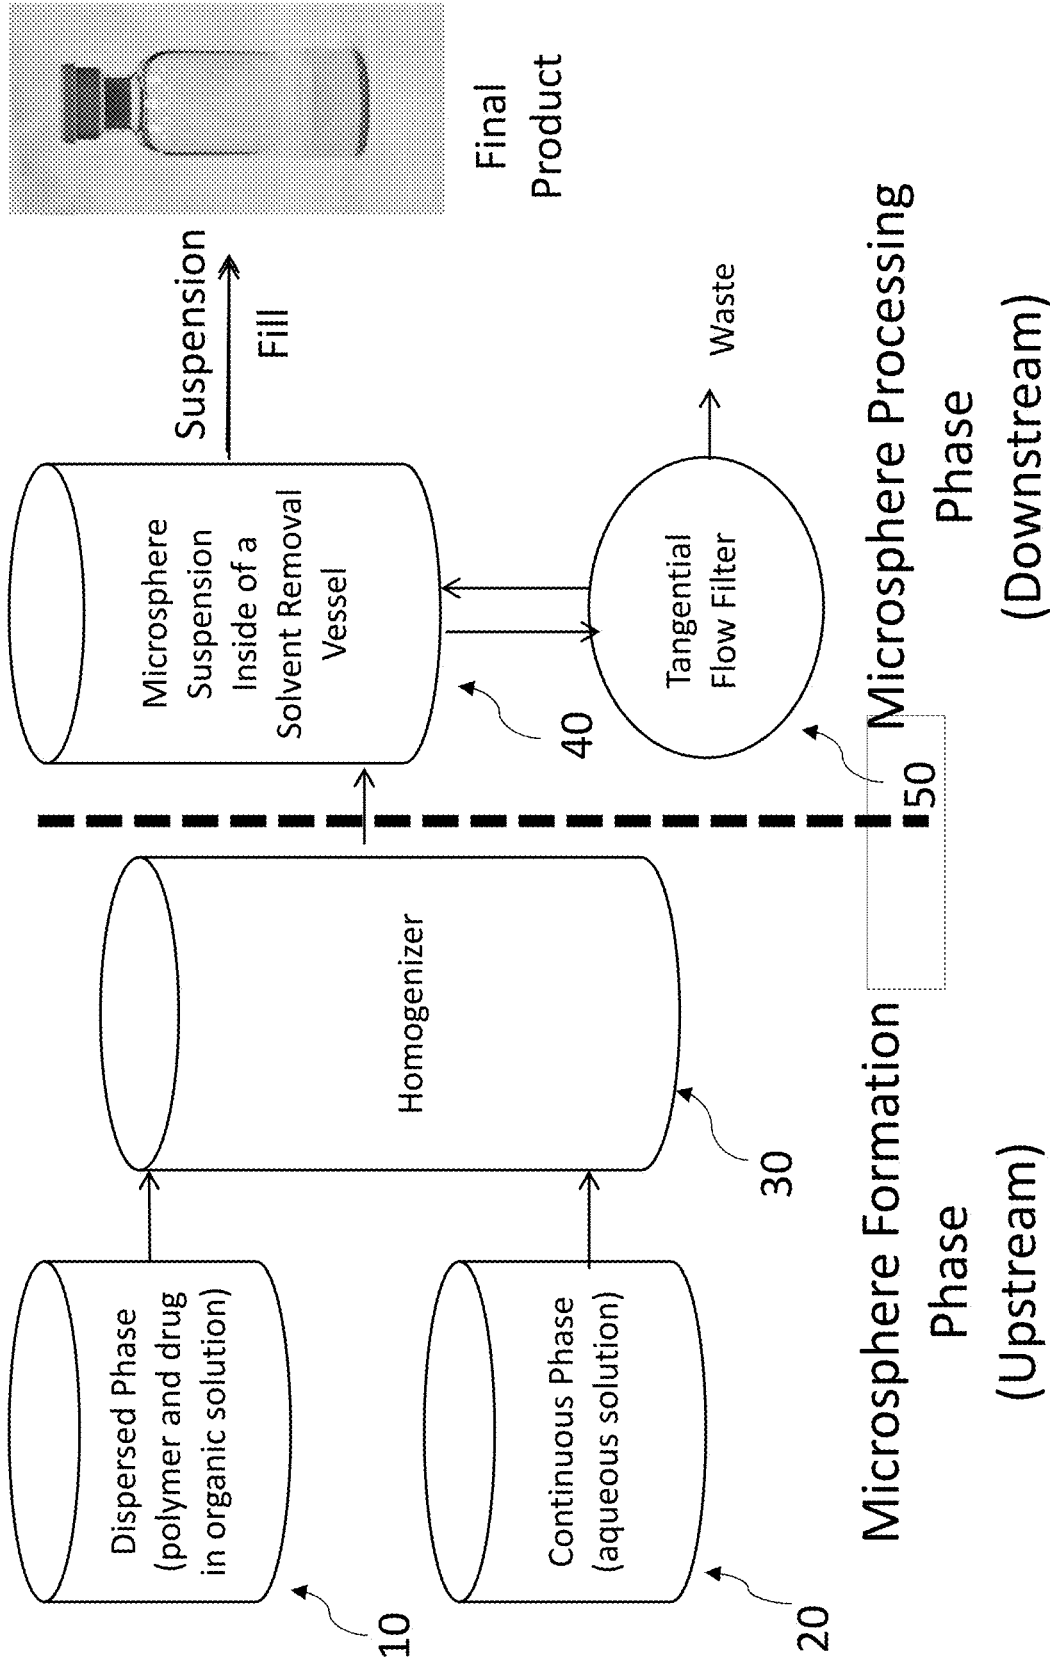 Dispersed Phase
(polymer and drug
in organic solution)
10
Continuous Phase
(aqueous solution)
20
Homogenizer
30
Microsphere
Suspension
Inside of a
Solvent Removal
Vessel
40
Tangential
Flow Filter
50
Waste
Suspension
Fill
Final
Product
Microsphere Formation
Phase
(Upstream)
Microsphere Processing
Phase
(Downstream)